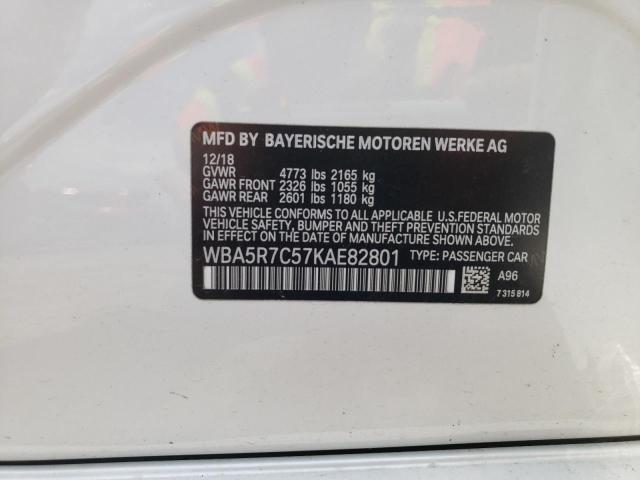 MFD BY BAYERISCHE MOTOREN WERKE AG
12/18
GVWR 4773 lbs 2165 kg
GAWR FRONT 2326 lbs 1055 kg
GAWR REAR 2601 lbs 1180 kg
THIS VEHICLE CONFORMS TO ALL APPLICABLE U.S.FEDERAL MOTOR
VEHICLE SAFETY, BUMPER, AND THEFT PREVENTION STANDARDS
IN EFFECT ON THE DATE OF MANUFACTURE SHOWN ABOVE.
WBA5R7C57KAE82801 TYPE: PASSENGER CAR
A96
7 315 814